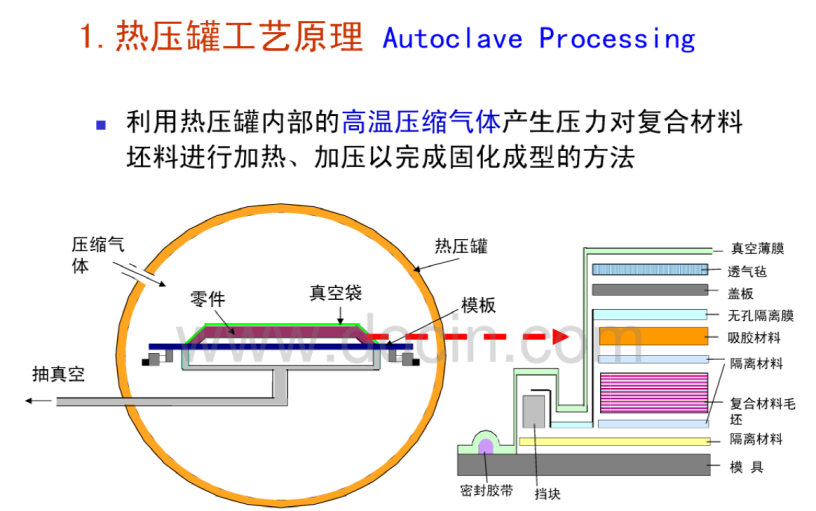 1. 热压罐工艺原理 Autoclave Processing
利用热压罐内部的高温压缩气体产生压力对复合材料
坯料进行加热、加压以完成固化成型的方法
压缩气
体
热压罐
零件
真空袋
模板
抽真空
真空薄膜
透气毡
盖板
无孔隔离膜
吸胶材料
隔离材料
复合材料毛
坯
隔离材料
模 具
密封胶带
挡块
www.docin.com